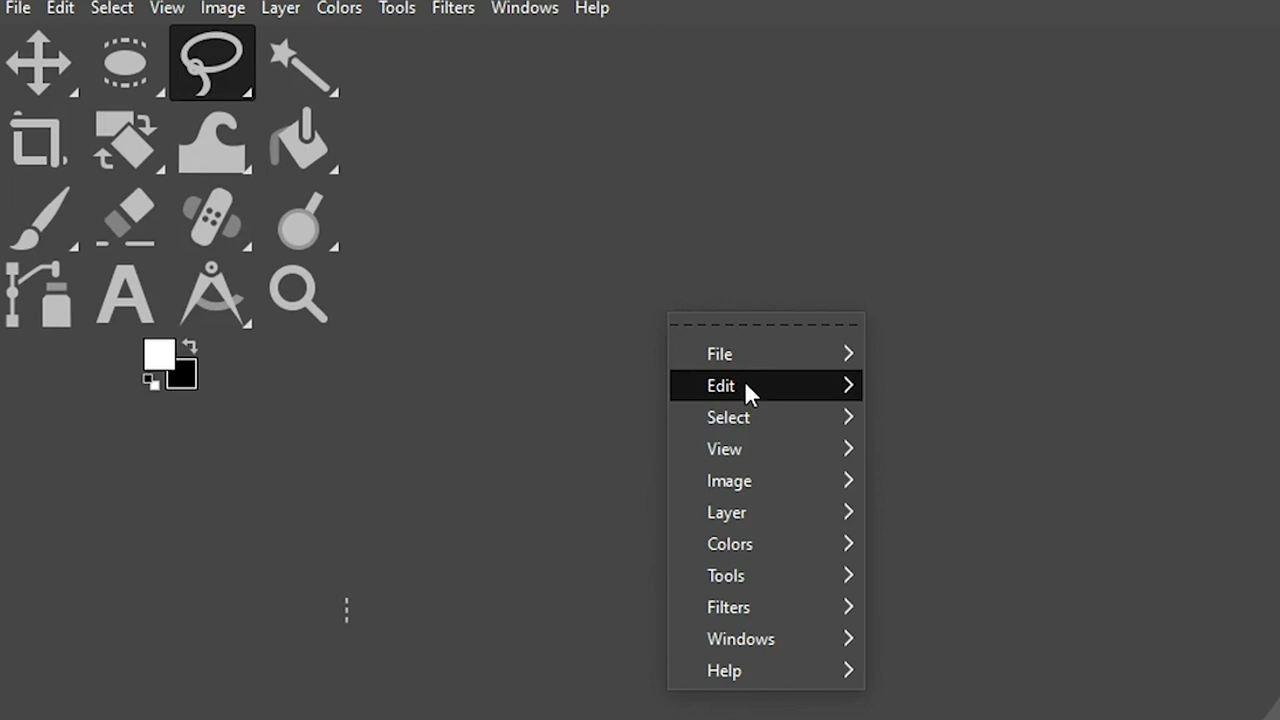 File Edit Select View Image Layer Colors Tools Filters Windows Help
File
Edit
Select
View
Image
Layer
Colors
Tools
Filters
Windows
Help